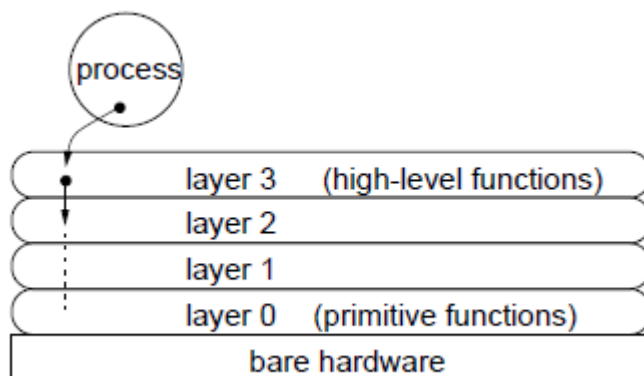 process
layer 3 (high-level functions)
layer 2
layer 1
layer 0 (primitive functions)
bare hardware